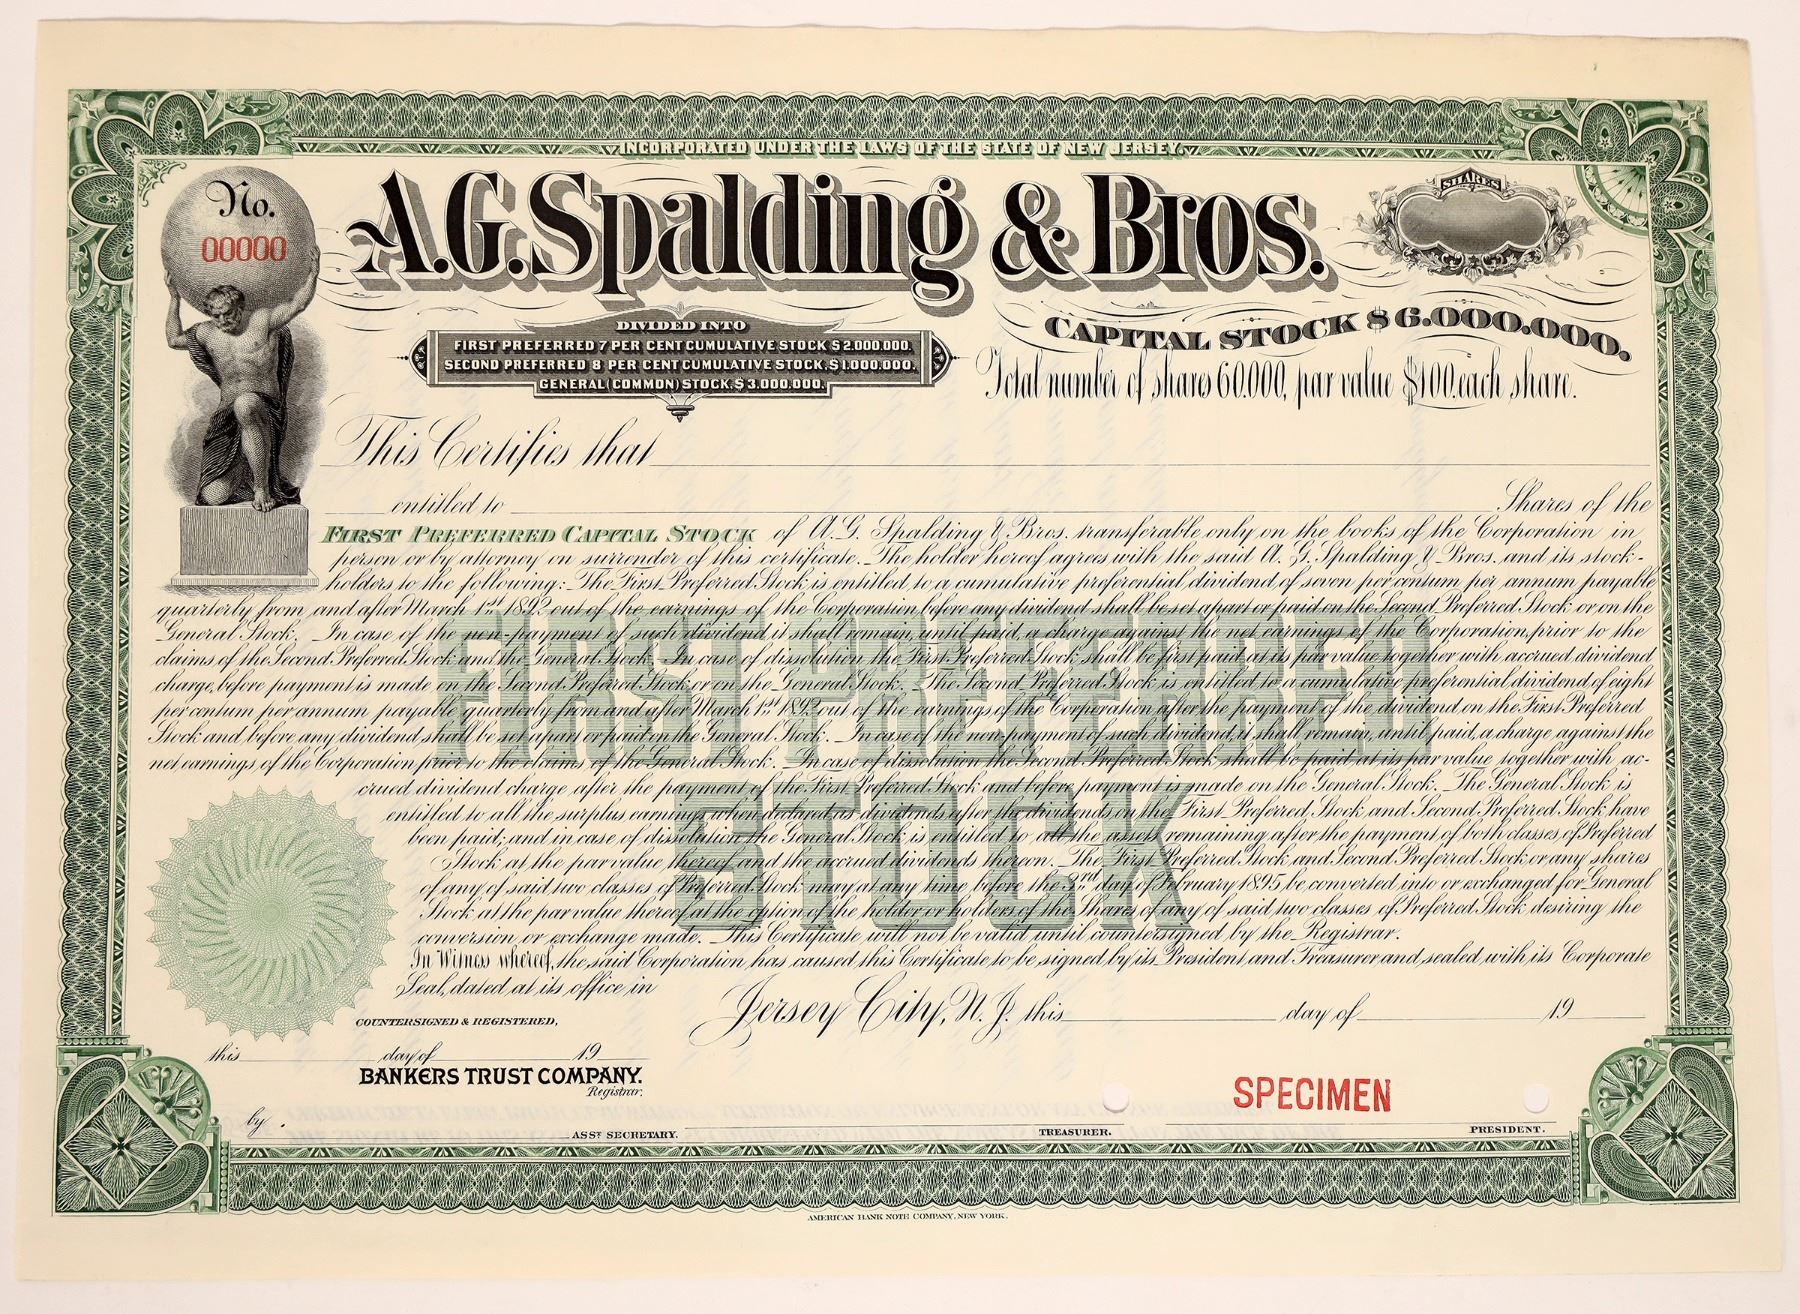 INCORPORATED UNDER THE LAWS OF THE STATE OF NEW JERSEY.
No.
00000
A.G. Spalding & Bros.
SHARES
DIVIDED INTO
FIRST PREFERRED 7 PER CENT CUMULATIVE STOCK $2.000.000.
SECOND PREFERRED 8 PER CENT CUMULATIVE STOCK, $1.000.000.
GENERAL (COMMON) STOCK, $3.000.000.
CAPITAL STOCK $6.000.000.
Total number of shares 60.000, par value $100. each share.
This Certifies that
entitled to Shares of the
FIRST PREFERRED CAPITAL STOCK of A. G. Spalding & Bros. transferable only on the books of the Corporation in
person or by attorney on surrender of this certificate. The holder hereof agrees with the said A. G. Spalding & Bros. and its stock-
holders to the following: The First Preferred Stock is entitled to a cumulative preferential dividend of seven per centum per annum payable
quarterly from and after March 1st 1892 out of the earnings of the Corporation before any dividend shall be set apart or paid on the Second Preferred Stock or on the
General Stock. In case of the non-payment of such dividend it shall remain, until paid, a charge against the net earnings of the Corporation, prior to the
claims of the Second Preferred Stock and the General Stock. In case of dissolution the First Preferred Stock shall be first paid at its par value together with accrued dividend
charge, before payment is made on the Second Preferred Stock or on the General Stock. The Second Preferred Stock is entitled to a cumulative preferential dividend of eight
per centum per annum payable quarterly from and after March 1st out of the earnings of the Corporation after the payment of the dividend on the First Preferred
Stock and before any dividend shall be set apart or paid on the General Stock. In case of the non payment of such dividend, it shall remain, until paid, a charge against the
net earnings of the Corporation prior to the claims of the General Stock. In case of dissolution the Second Preferred Stock shall be paid at its par value together with ac-
crued dividend charge after the payment of the First Preferred Stock and before payment is made on the General Stock. The General Stock is
entitled to all the surplus earnings when declared as dividends after the dividends on the First Preferred Stock and Second Preferred Stock have
been paid; and in case of dissolution the General Stock is entitled to all the assets remaining after the payment of both classes of Preferred
Stock at the par value thereof and the accrued dividends thereon. The First Preferred Stock and Second Preferred Stock or any shares
of any of said two classes of Preferred Stock may at any time before the 3rd day of February 1895 be converted into or exchanged for General
Stock at the par value thereof at the option of the holder or holders of the Shares of any of said two classes of Preferred Stock desiring the
conversion or exchange made. This Certificate will not be valid until countersigned by the Registrar.
FIRST PREFERRED
STOCK
In Witness whereof, the said Corporation has caused this Certificate to be signed by its President and Treasurer and sealed with its Corporate
Seal, dated at its office in Jersey City, N. J. this day of 19
COUNTERSIGNED & REGISTERED,
this day of 19
BANKERS TRUST COMPANY.
Registrar.
SPECIMEN
by
ASST SECRETARY. TREASURER. PRESIDENT.
AMERICAN BANK NOTE COMPANY, NEW YORK.